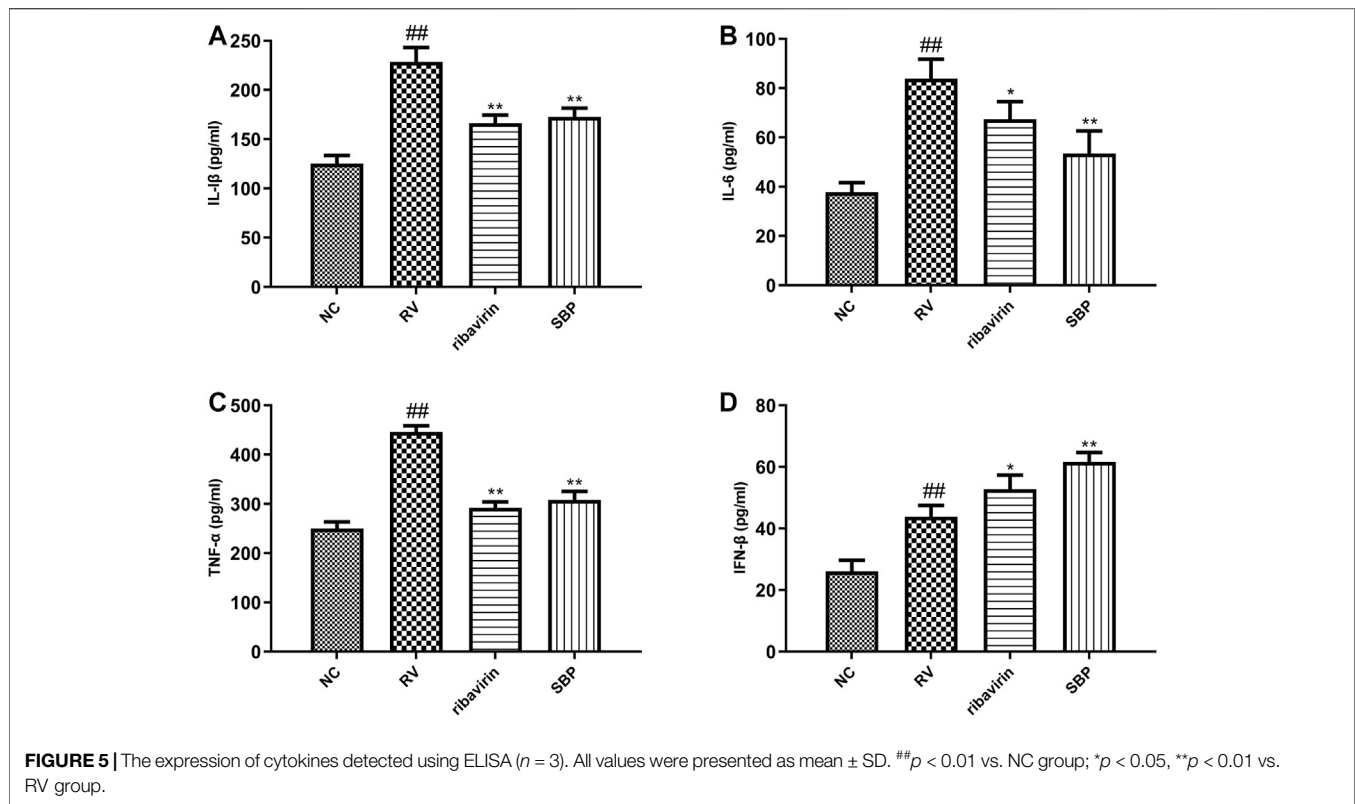 A
250
200
150
100
50
0
IL-Iβ (pg/ml)
##
**
**
NC
RV
ribavirin
SBP
B
100
80
60
40
20
0
IL-6 (pg/ml)
##
*
**
NC
RV
ribavirin
SBP
C
500
400
300
200
100
0
TNF-α (pg/ml)
##
**
**
NC
RV
ribavirin
SBP
D
80
60
40
20
0
IFN-β (pg/ml)
##
*
**
NC
RV
ribavirin
SBP
FIGURE 5 | The expression of cytokines detected using ELISA (n = 3). All values were presented as mean ± SD. ##p < 0.01 vs. NC group; *p < 0.05, **p < 0.01 vs.
RV group.